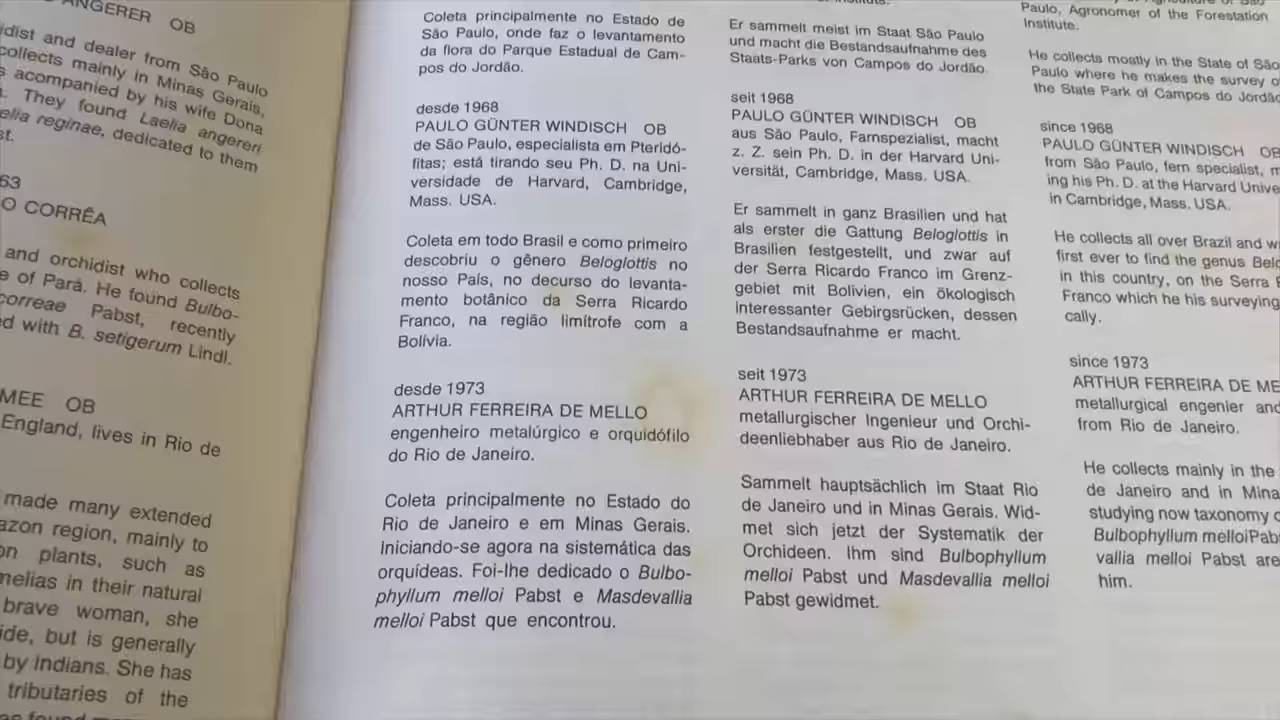 ANGERER OB
dist and dealer from São Paulo
collects mainly in Minas Gerais,
acompanied by his wife Dona
They found Laelia angereri
reginae, dedicated to them
63
O CORRÊA
and orchidist who collects
of Pará. He found Bulbo-
correae Pabst, recently
with B. setigerum Lindl.
MEE OB
England, lives in Rio de
made many extended
region, mainly to
plants, such as
in their natural
brave woman, she
but is generally
by Indians. She has
tributaries of the
Coleta principalmente no Estado de
São Paulo, onde faz o levantamento
da flora do Parque Estadual de Cam-
pos do Jordão.
desde 1968
PAULO GÜNTER WINDISCH OB
de São Paulo, especialista em Pteridó-
fitas; está tirando seu Ph. D. na Uni-
versidade de Harvard, Cambridge,
Mass. USA.
Coleta em todo Brasil e como primeiro
descobriu o gênero Beloglottis no
nosso País, no decurso do levanta-
mento botânico da Serra Ricardo
Franco, na região limítrofe com a
Bolívia.
desde 1973
ARTHUR FERREIRA DE MELLO
engenheiro metalúrgico e orquidófilo
do Rio de Janeiro.
Coleta principalmente no Estado do
Rio de Janeiro e em Minas Gerais.
Iniciando-se agora na sistemática das
orquídeas. Foi-lhe dedicado o Bulbo-
phyllum melloi Pabst e Masdevallia
melloi Pabst que encontrou.
Er sammelt meist im Staat São Paulo
und macht die Bestandsaufnahme des
Staats-Parks von Campos do Jordão.
seit 1968
PAULO GÜNTER WINDISCH OB
aus São Paulo, Farnspezialist, macht
z. Z. sein Ph. D. in der Harvard Uni-
versität, Cambridge, Mass. USA.
Er sammelt in ganz Brasilien und hat
als erster die Gattung Beloglottis in
Brasilien festgestellt, und zwar auf
der Serra Ricardo Franco im Grenz-
gebiet mit Bolivien, ein ökologisch
interessanter Gebirgsrücken, dessen
Bestandsaufnahme er macht.
seit 1973
ARTHUR FERREIRA DE MELLO
metallurgischer Ingenieur und Orchi-
deenliebhaber aus Rio de Janeiro.
Sammelt hauptsächlich im Staat Rio
de Janeiro und in Minas Gerais. Wid-
met sich jetzt der Systematik der
Orchideen. Ihm sind Bulbophyllum
melloi Pabst und Masdevallia melloi
Pabst gewidmet.
Paulo, Agronomer of the Forestation
Institute.
He collects mostly in the State of São
Paulo where he makes the survey o
the State Park of Campos do Jordão
since 1968
PAULO GÜNTER WINDISCH OB
from São Paulo, fern specialist, m
ing his Ph. D. at the Harvard Unive
in Cambridge, Mass. USA.
He collects all over Brazil and w
first ever to find the genus Belo
in this country, on the Serra R
Franco which he his surveying
cally.
since 1973
ARTHUR FERREIRA DE ME
metallurgical engenier and
from Rio de Janeiro.
He collects mainly in the
de Janeiro and in Mina
studying now taxonomy o
Bulbophyllum melloi Pab
vallia melloi Pabst are
him.